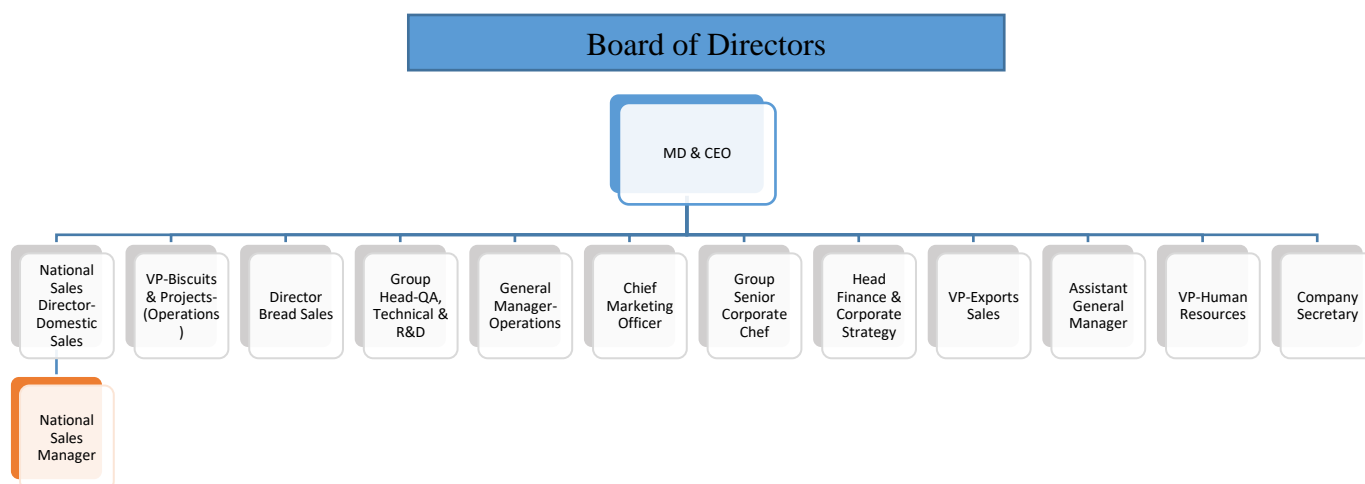 Board of Directors
MD & CEO
National
Sales
Director-
Domestic
Sales
VP-Biscuits
& Projects-
(Operations
)
Director
Bread Sales
Group
Head-QA,
Technical &
R&D
General
Manager-
Operations
Chief
Marketing
Officer
Group
Senior
Corporate
Chef
Head
Finance &
Corporate
Strategy
VP-Exports
Sales
Assistant
General
Manager
VP-Human
Resources
Company
Secretary
National
Sales
Manager